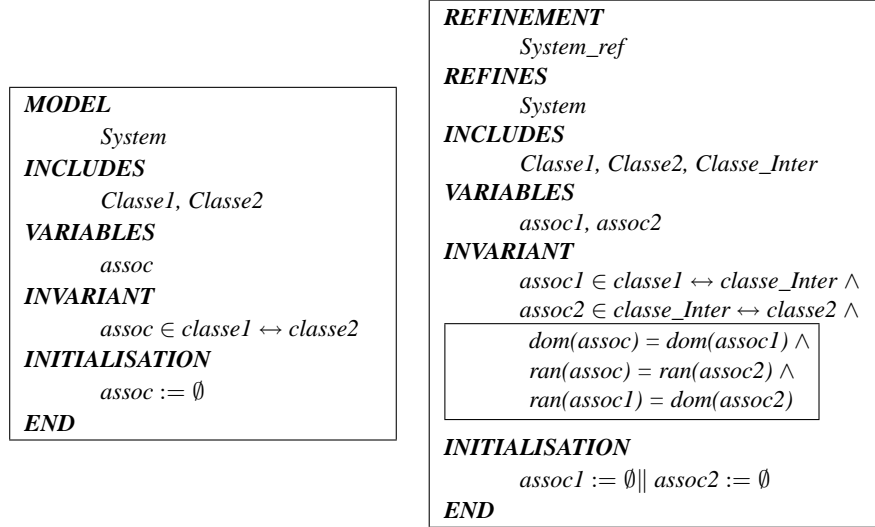 MODEL
System
INCLUDES
Classe1, Classe2
VARIABLES
assoc
INVARIANT
assoc ∈ classe1 ↔ classe2
INITIALISATION
assoc := ∅
END
REFINEMENT
System_ref
REFINES
System
INCLUDES
Classe1, Classe2, Classe_Inter
VARIABLES
assoc1, assoc2
INVARIANT
assoc1 ∈ classe1 ↔ classe_Inter ∧
assoc2 ∈ classe_Inter ↔ classe2 ∧
dom(assoc) = dom(assoc1) ∧
ran(assoc) = ran(assoc2) ∧
ran(assoc1) = dom(assoc2)
INITIALISATION
assoc1 := ∅|| assoc2 := ∅
END